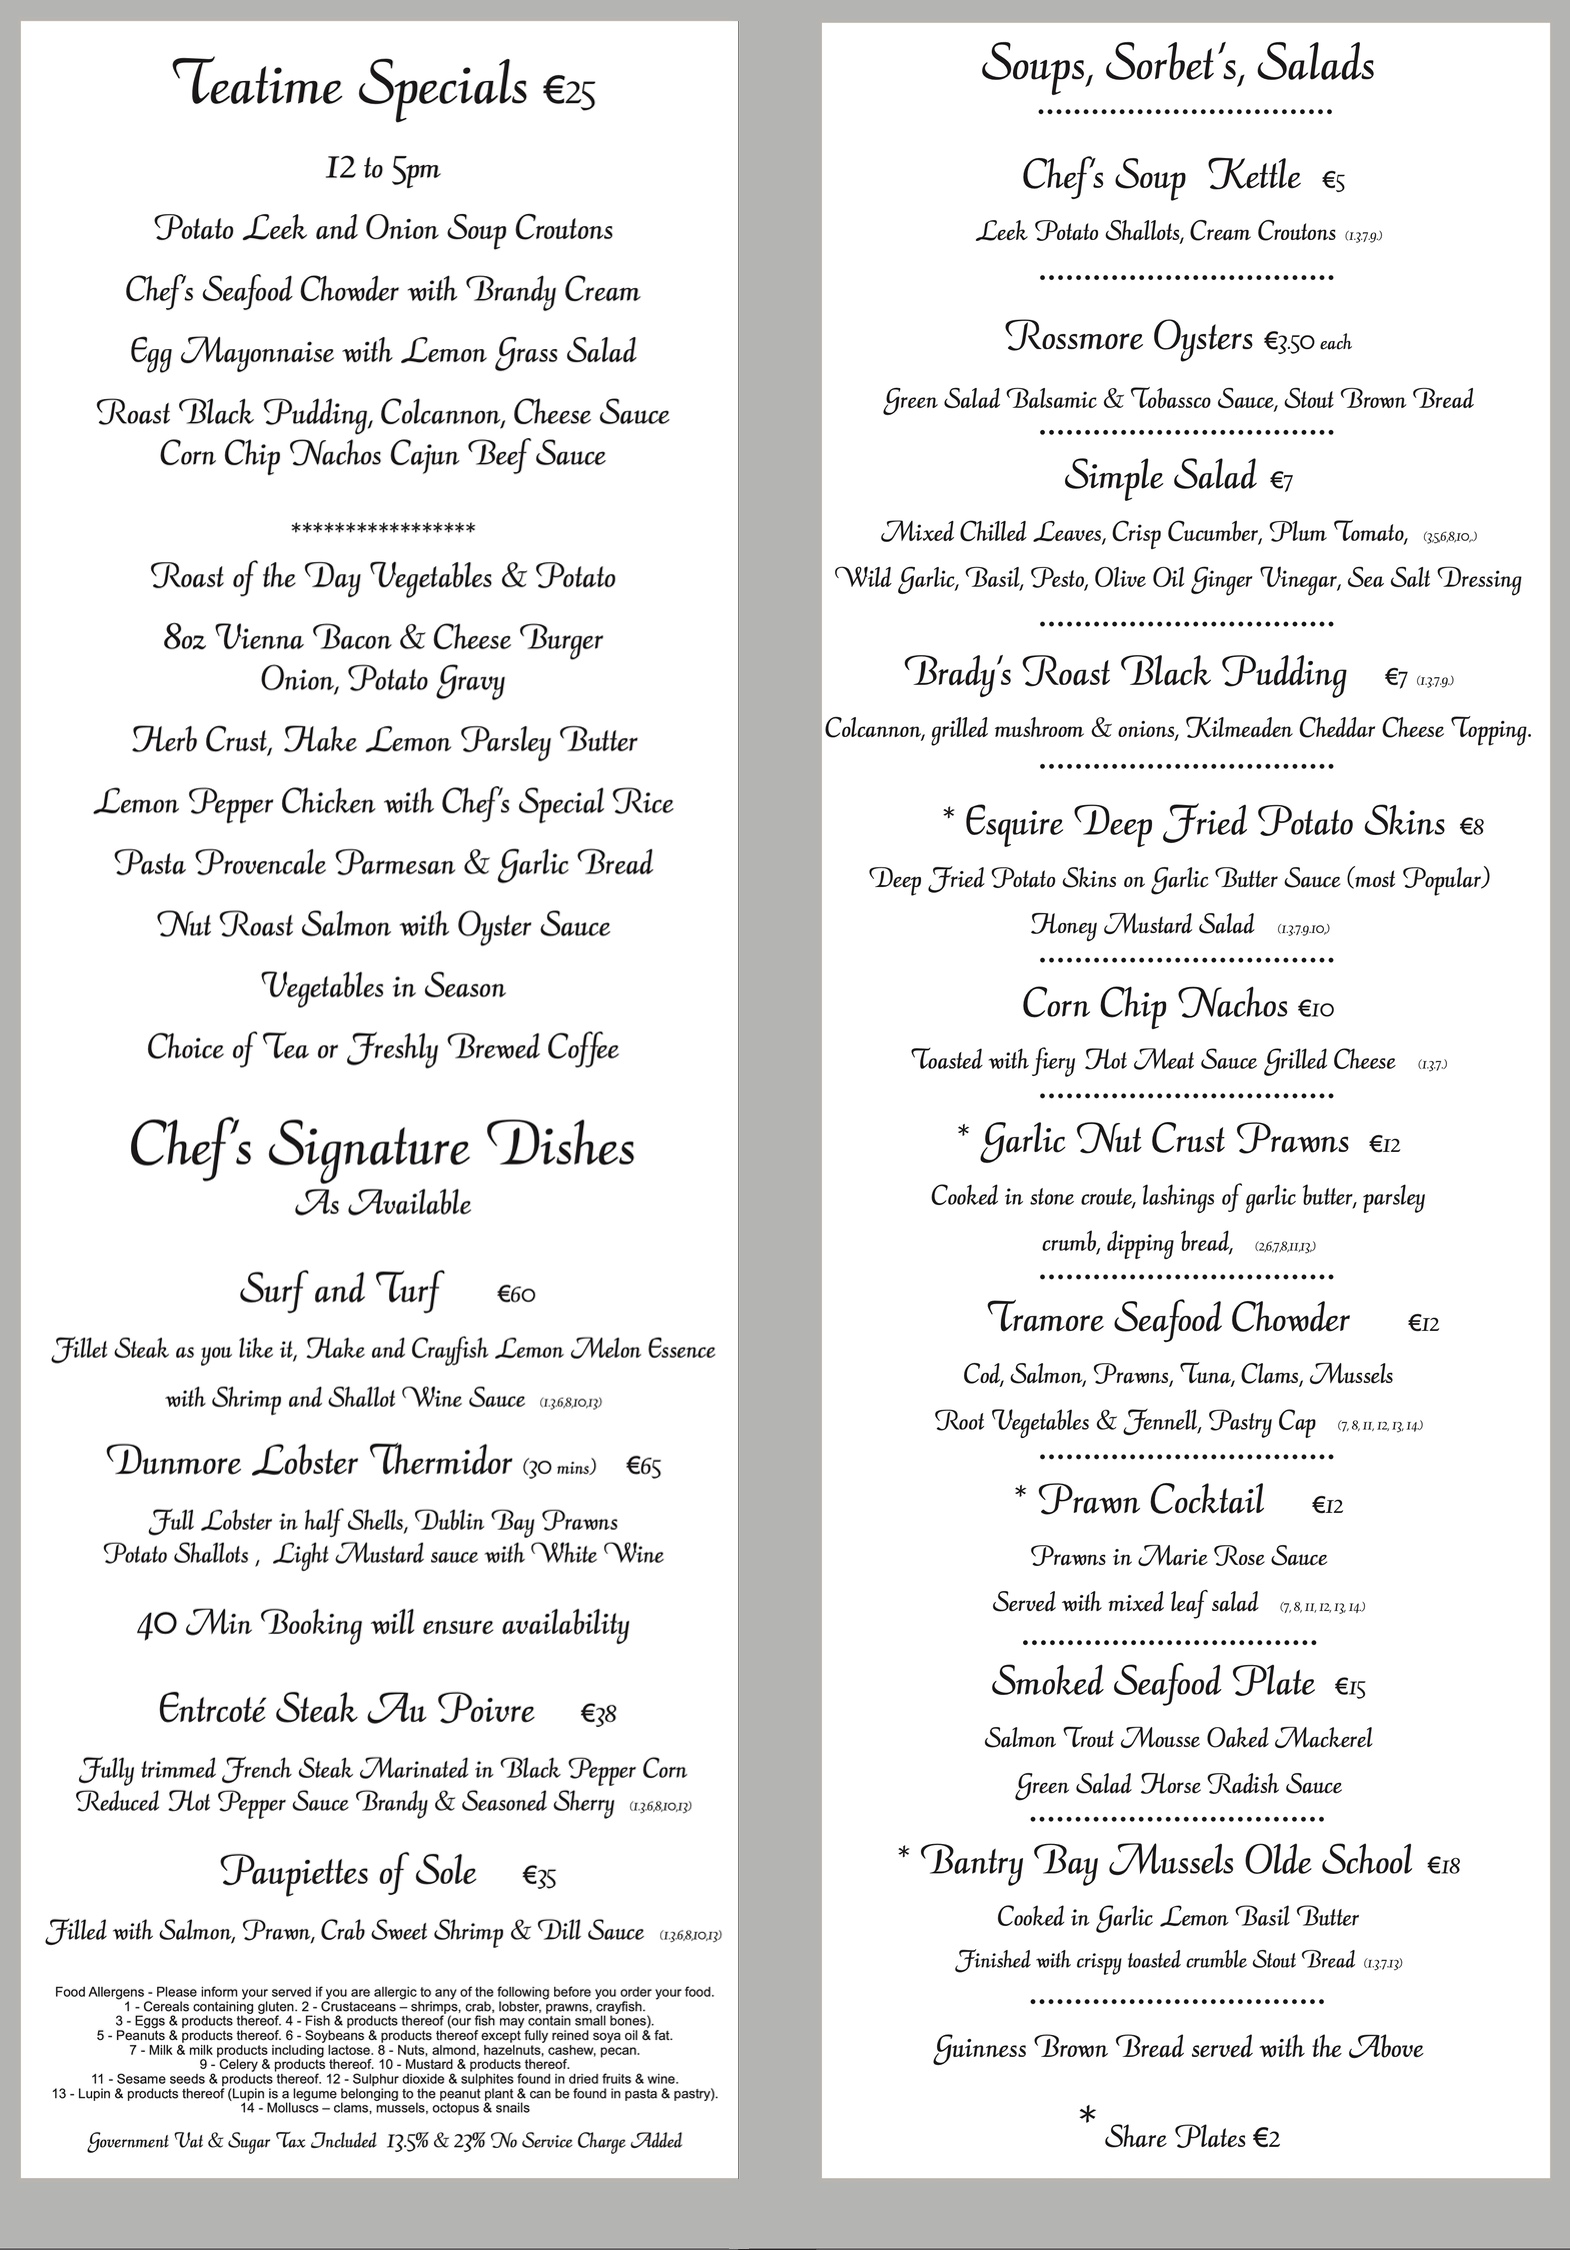 Teatime Specials €25
12 to 5pm
Potato Leek and Onion Soup Croutons
Chef's Seafood Chowder with Brandy Cream
Egg Mayonnaise with Lemon Grass Salad
Roast Black Pudding, Colcannon, Cheese Sauce
Corn Chip Nachos Cajun Beef Sauce
*****************
Roast of the Day Vegetables & Potato
8oz Vienna Bacon & Cheese Burger
Onion, Potato Gravy
Herb Crust, Hake Lemon Parsley Butter
Lemon Pepper Chicken with Chef's Special Rice
Pasta Provencale Parmesan & Garlic Bread
Nut Roast Salmon with Oyster Sauce
Vegetables in Season
Choice of Tea or Freshly Brewed Coffee
Chef's Signature Dishes
As Available
Surf and Turf €60
Fillet Steak as you like it, Hake and Crayfish Lemon Melon Essence
with Shrimp and Shallot Wine Sauce (1.3.6,8,10,13)
Dunmore Lobster Thermidor (30 mins) €65
Full Lobster in half Shells, Dublin Bay Prawns
Potato Shallots , Light Mustard sauce with White Wine
40 Min Booking will ensure availability
Entrcoté Steak Au Poivre €38
Fully trimmed French Steak Marinated in Black Pepper Corn
Reduced Hot Pepper Sauce Brandy & Seasoned Sherry (1.3.6,8,10,13)
Paupiettes of Sole €35
Filled with Salmon, Prawn, Crab Sweet Shrimp & Dill Sauce (1.3.6,8,10,13)
Food Allergens - Please inform your served if you are allergic to any of the following before you order your food.
1 - Cereals containing gluten. 2 - Crustaceans – shrimps, crab, lobster, prawns, crayfish.
3 - Eggs & products thereof. 4 - Fish & products thereof (our fish may contain small bones).
5 - Peanuts & products thereof. 6 - Soybeans & products thereof except fully reined soya oil & fat.
7 - Milk & milk products including lactose. 8 - Nuts, almond, hazelnuts, cashew, pecan.
9 - Celery & products thereof. 10 - Mustard & products thereof.
11 - Sesame seeds & products thereof. 12 - Sulphur dioxide & sulphites found in dried fruits & wine.
13 - Lupin & products thereof (Lupin is a legume belonging to the peanut plant & can be found in pasta & pastry).
14 - Molluscs – clams, mussels, octopus & snails
Government Vat & Sugar Tax Included 13.5% & 23% No Service Charge Added
Soups, Sorbet's, Salads
Chef's Soup Kettle €5
Leek Potato Shallots, Cream Croutons (1.3.7.9.)
Rossmore Oysters €3.50 each
Green Salad Balsamic & Tobassco Sauce, Stout Brown Bread
Simple Salad €7
Mixed Chilled Leaves, Crisp Cucumber, Plum Tomato, (3,5,6,8,10,.)
Wild Garlic, Basil, Pesto, Olive Oil Ginger Vinegar, Sea Salt Dressing
Brady's Roast Black Pudding €7 (1.3.7.9.)
Colcannon, grilled mushroom & onions, Kilmeaden Cheddar Cheese Topping.
* Esquire Deep Fried Potato Skins €8
Deep Fried Potato Skins on Garlic Butter Sauce (most Popular)
Honey Mustard Salad (1.3.7.9.10,)
Corn Chip Nachos €10
Toasted with fiery Hot Meat Sauce Grilled Cheese (1.3.7.)
* Garlic Nut Crust Prawns €12
Cooked in stone croute, lashings of garlic butter, parsley
crumb, dipping bread, (2,6,7,8,11,13,)
Tramore Seafood Chowder €12
Cod, Salmon, Prawns, Tuna, Clams, Mussels
Root Vegetables & Fennell, Pastry Cap (7, 8, 11, 12, 13, 14.)
* Prawn Cocktail €12
Prawns in Marie Rose Sauce
Served with mixed leaf salad (7, 8, 11, 12, 13, 14.)
Smoked Seafood Plate €15
Salmon Trout Mousse Oaked Mackerel
Green Salad Horse Radish Sauce
* Bantry Bay Mussels Olde School €18
Cooked in Garlic Lemon Basil Butter
Finished with crispy toasted crumble Stout Bread (1.3.7.13)
Guinness Brown Bread served with the Above
* Share Plates €2